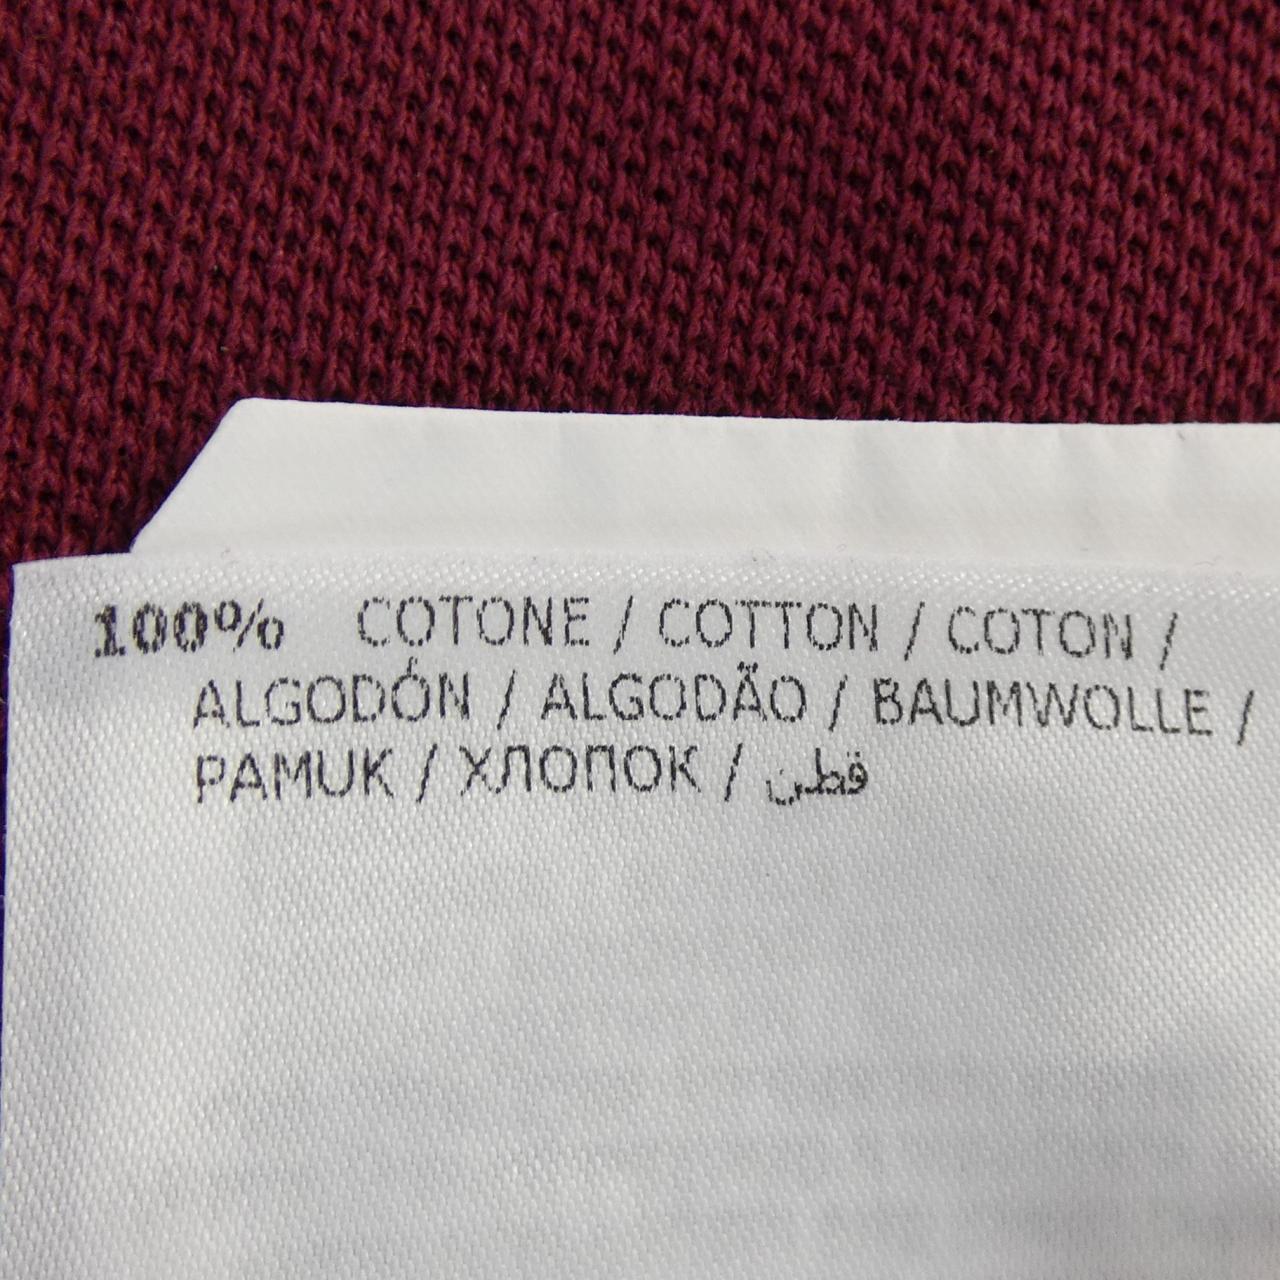 100% COTONE / COTTON / COTON /
ALGODÓN / ALGODÃO / BAUMWOLLE /
PAMUK / ХЛОПОК / قطن